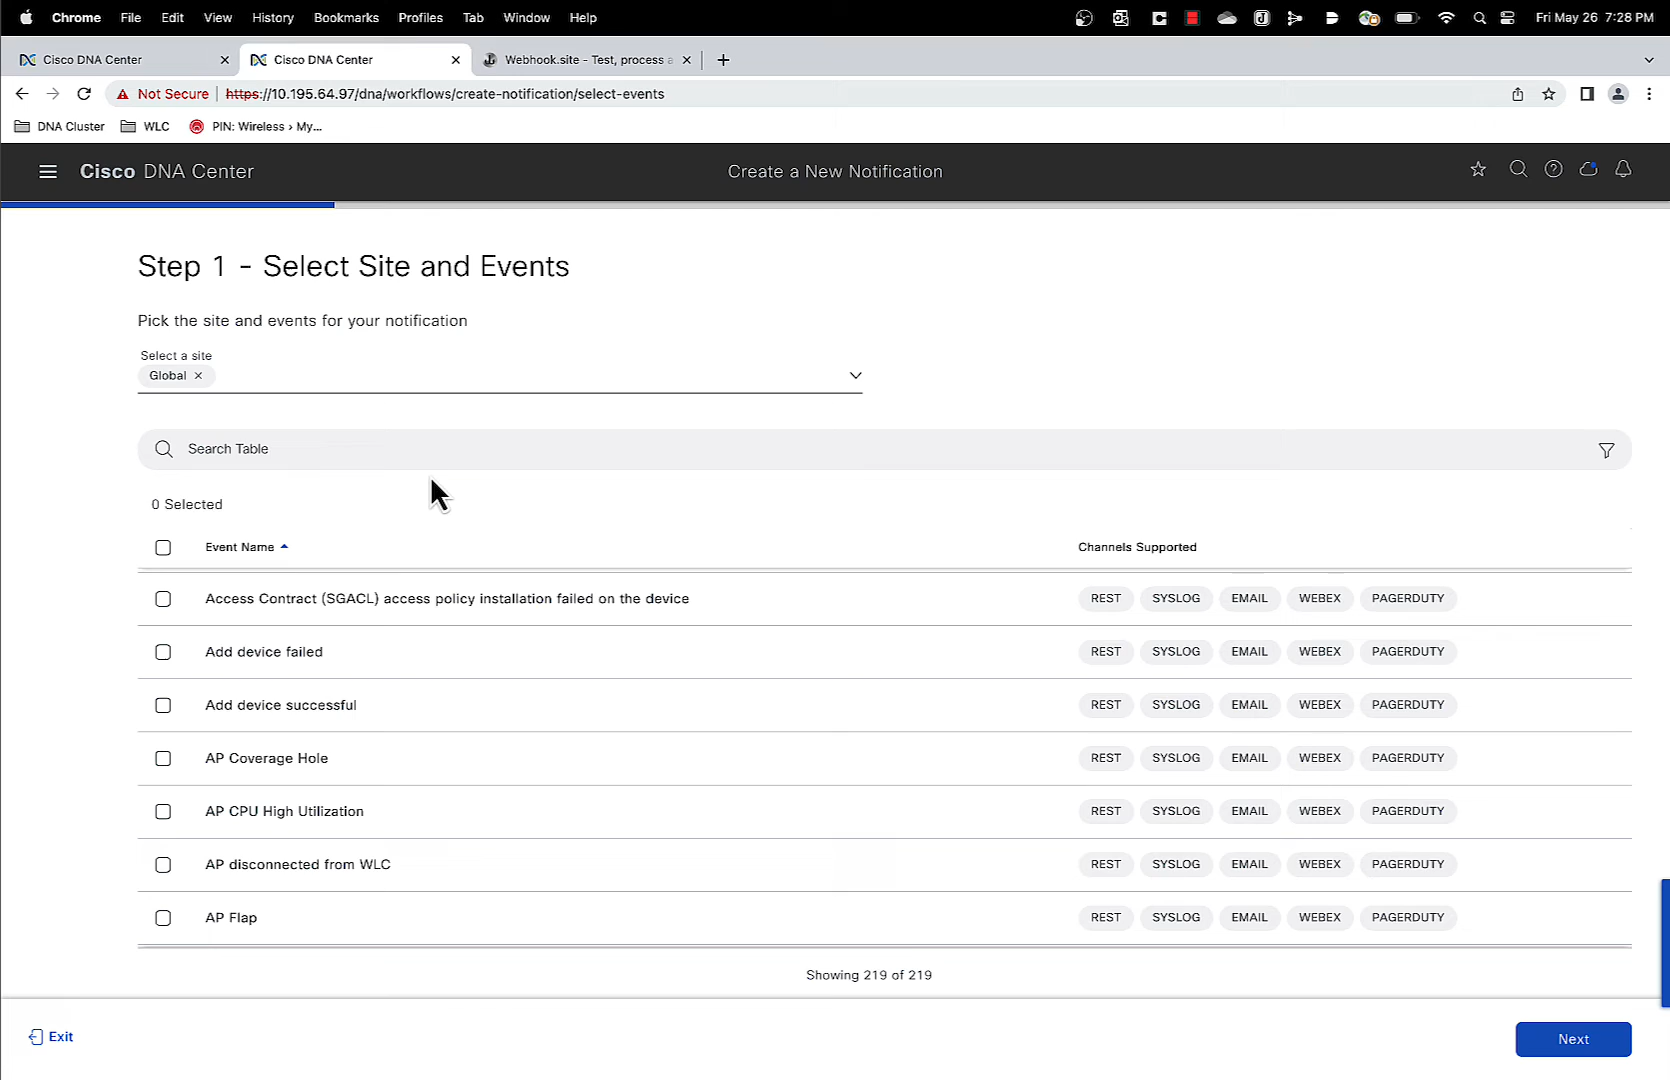 Chrome File Edit View History Bookmarks Profiles Tab Window Help Fri May 26 7:28 PM
Cisco DNA Center Cisco DNA Center Webhook.site - Test, process
Not Secure https://10.195.64.97/dna/workflows/create-notification/select-events
DNA Cluster WLC PIN: Wireless › My...
Cisco DNA Center Create a New Notification
Step 1 - Select Site and Events
Pick the site and events for your notification
Select a site
Global
Search Table
0 Selected
Event Name Channels Supported
Access Contract (SGACL) access policy installation failed on the device REST SYSLOG EMAIL WEBEX PAGERDUTY
Add device failed REST SYSLOG EMAIL WEBEX PAGERDUTY
Add device successful REST SYSLOG EMAIL WEBEX PAGERDUTY
AP Coverage Hole REST SYSLOG EMAIL WEBEX PAGERDUTY
AP CPU High Utilization REST SYSLOG EMAIL WEBEX PAGERDUTY
AP disconnected from WLC REST SYSLOG EMAIL WEBEX PAGERDUTY
AP Flap REST SYSLOG EMAIL WEBEX PAGERDUTY
Showing 219 of 219
Exit Next